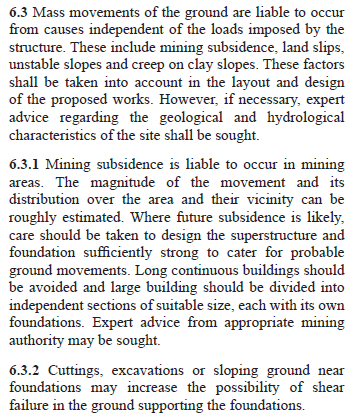 6.3 Mass movements of the ground are liable to occur
from causes independent of the loads imposed by the
structure. These include mining subsidence, land slips,
unstable slopes and creep on clay slopes. These factors
shall be taken into account in the layout and design
of the proposed works. However, if necessary, expert
advice regarding the geological and hydrological
characteristics of the site shall be sought.
6.3.1 Mining subsidence is liable to occur in mining
areas. The magnitude of the movement and its
distribution over the area and their vicinity can be
roughly estimated. Where future subsidence is likely,
care should be taken to design the superstructure and
foundation sufficiently strong to cater for probable
ground movements. Long continuous buildings should
be avoided and large building should be divided into
independent sections of suitable size, each with its own
foundations. Expert advice from appropriate mining
authority may be sought.
6.3.2 Cuttings, excavations or sloping ground near
foundations may increase the possibility of shear
failure in the ground supporting the foundations.